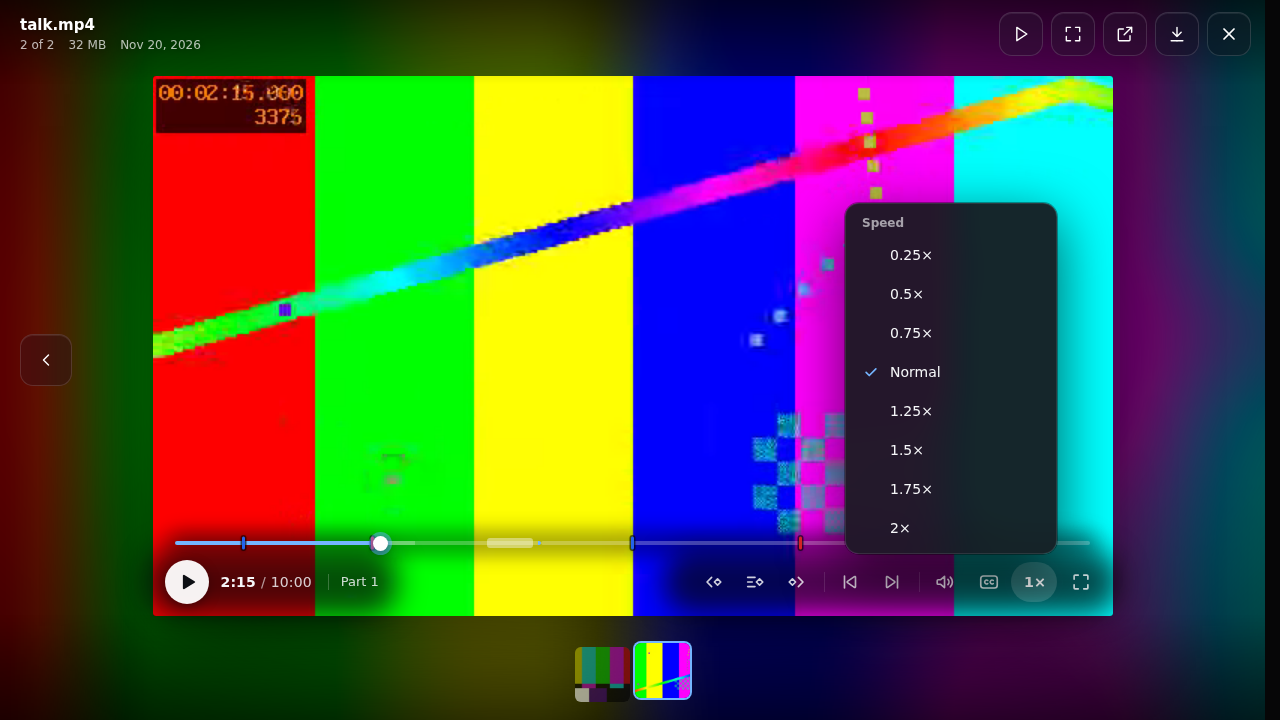 talk.mp4
2 of 2 32 MB Nov 20, 2026
00:02:15.000
3375
Speed
0.25×
0.5×
0.75×
Normal
1.25×
1.5×
1.75×
2×
2:15 / 10:00 Part 1 CC 1×